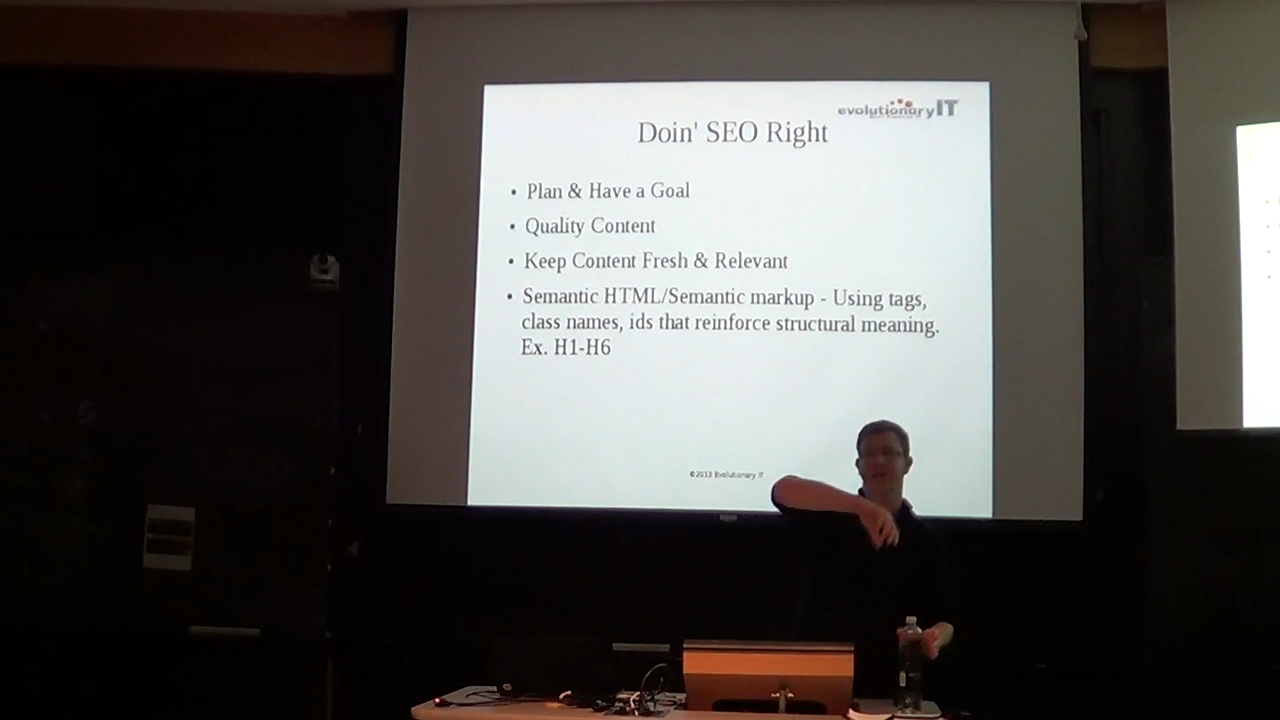 evolutionaryIT
Doin' SEO Right
• Plan & Have a Goal
• Quality Content
• Keep Content Fresh & Relevant
• Semantic HTML/Semantic markup - Using tags,
class names, ids that reinforce structural meaning.
Ex. H1-H6
©2013 Evolutionary IT